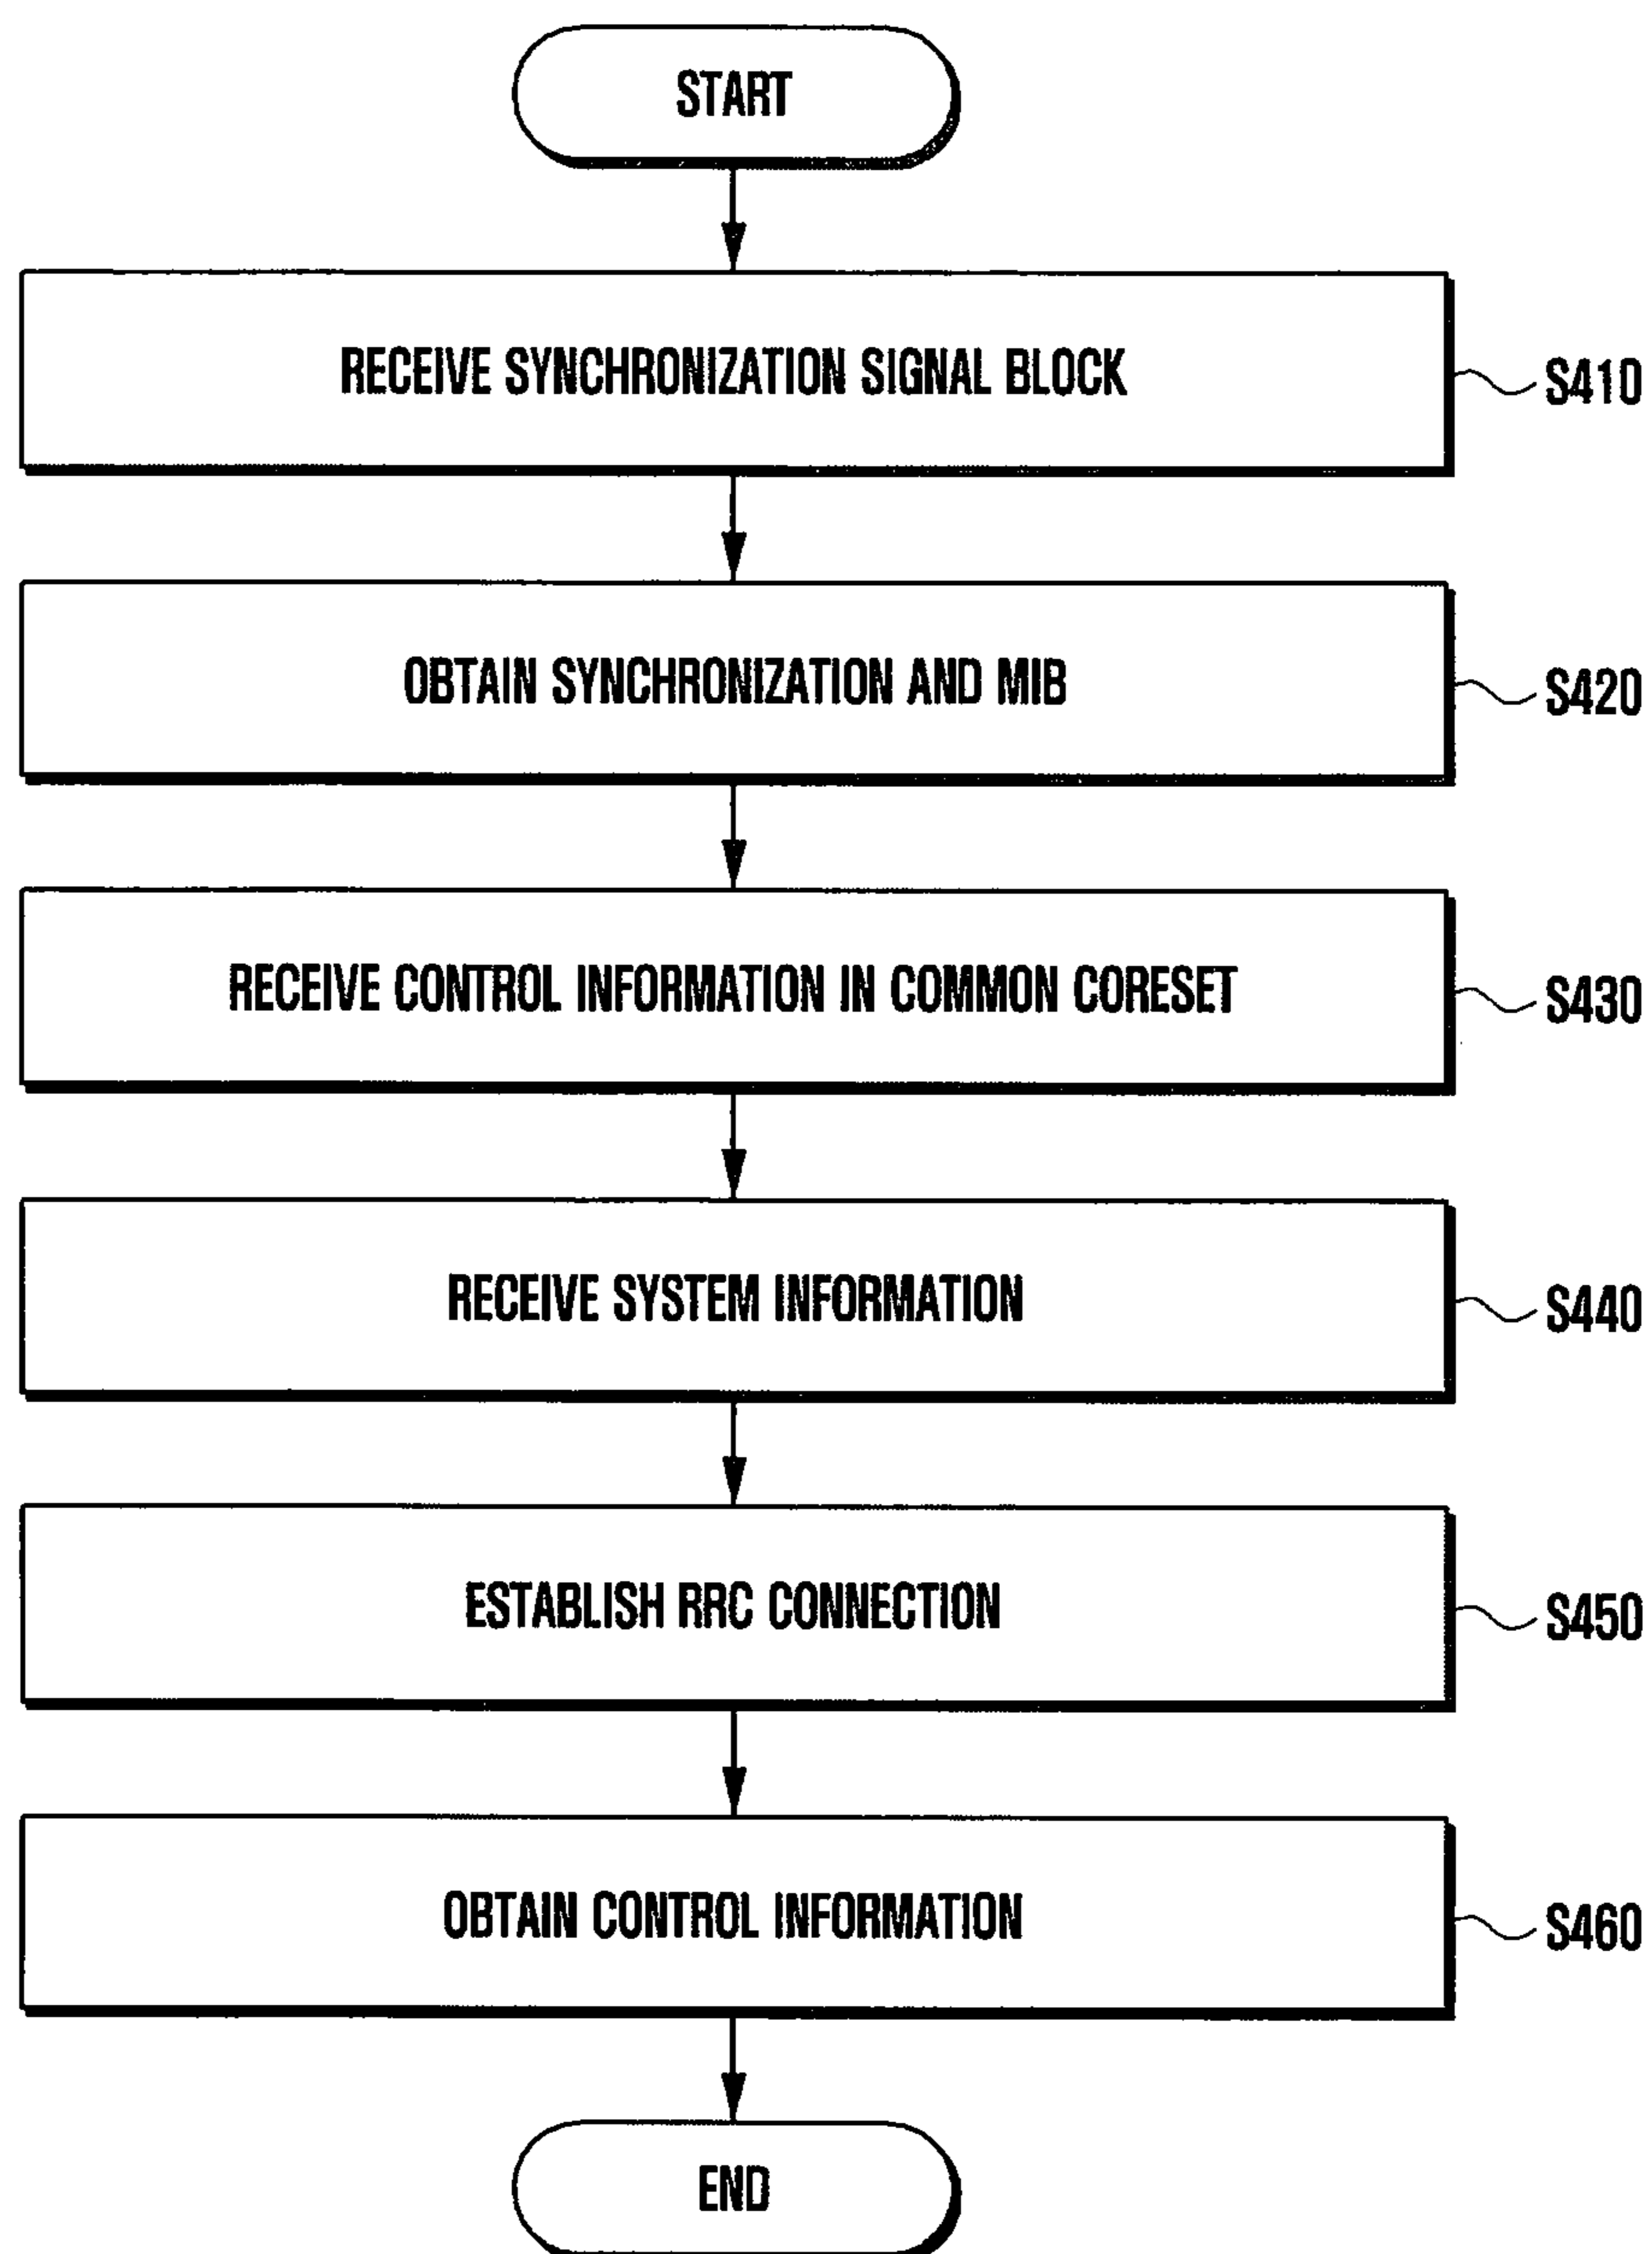 START
RECEIVE SYNCHRONIZATION SIGNAL BLOCK
S410
OBTAIN SYNCHRONIZATION AND MIB
S420
RECEIVE CONTROL INFORMATION IN COMMON CORESET
S430
RECEIVE SYSTEM INFORMATION
S440
ESTABLISH RRC CONNECTION
S450
OBTAIN CONTROL INFORMATION
S460
END